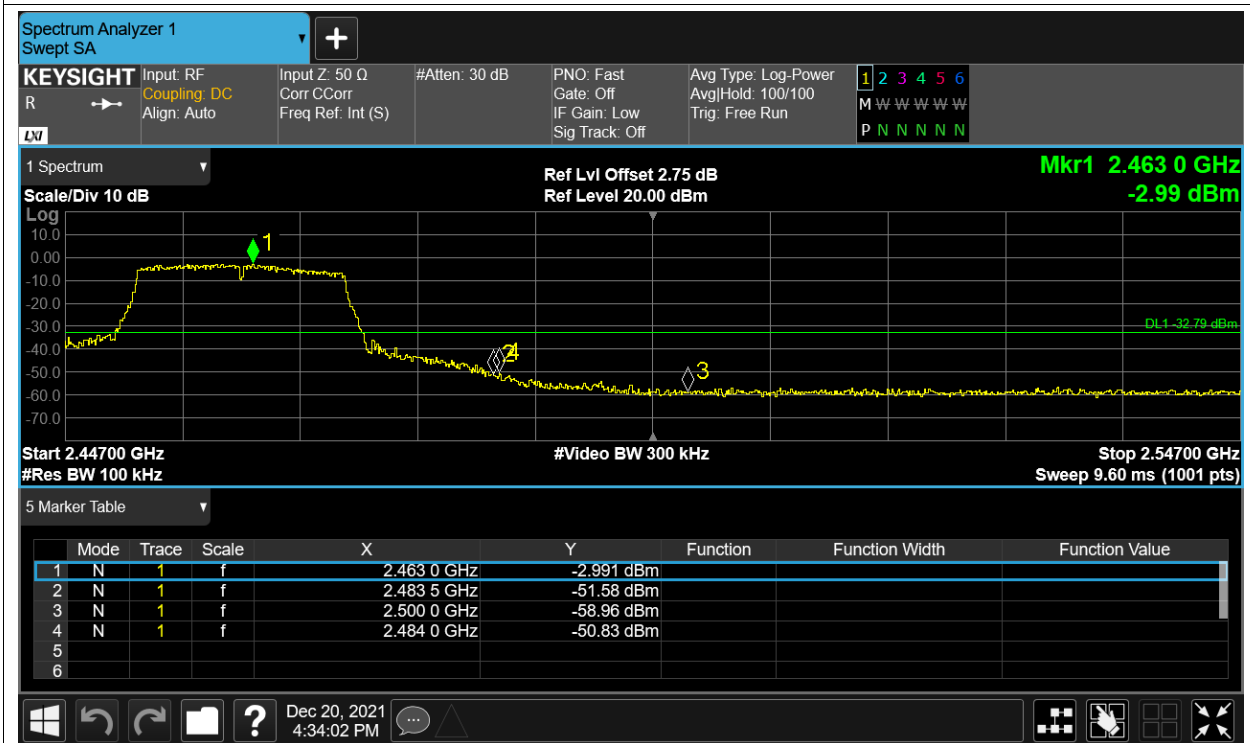 Spectrum Analyzer 1
Swept SA
+
KEYSIGHT Input: RF Input Z: 50 Ω #Atten: 30 dB PNO: Fast Avg Type: Log-Power 1 2 3 4 5 6
R Coupling: DC Corr CCorr Gate: Off Avg|Hold: 100/100 M W W W W W
Align: Auto Freq Ref: Int (S) IF Gain: Low Trig: Free Run
LXI Sig Track: Off P N N N N N
1 Spectrum Ref Lvl Offset 2.75 dB Mkr1 2.463 0 GHz
Scale/Div 10 dB Ref Level 20.00 dBm -2.99 dBm
Log
10.0
0.00
-10.0
-20.0
-30.0
-40.0
-50.0
-60.0
-70.0
1
DL1 -32.79 dBm
2 4
3
Start 2.44700 GHz #Video BW 300 kHz Stop 2.54700 GHz
#Res BW 100 kHz Sweep 9.60 ms (1001 pts)
5 Marker Table
Mode Trace Scale X Y Function Function Width Function Value
1 N 1 f 2.463 0 GHz -2.991 dBm
2 N 1 f 2.483 5 GHz -51.58 dBm
3 N 1 f 2.500 0 GHz -58.96 dBm
4 N 1 f 2.484 0 GHz -50.83 dBm
5
6
? Dec 20, 2021
4:34:02 PM